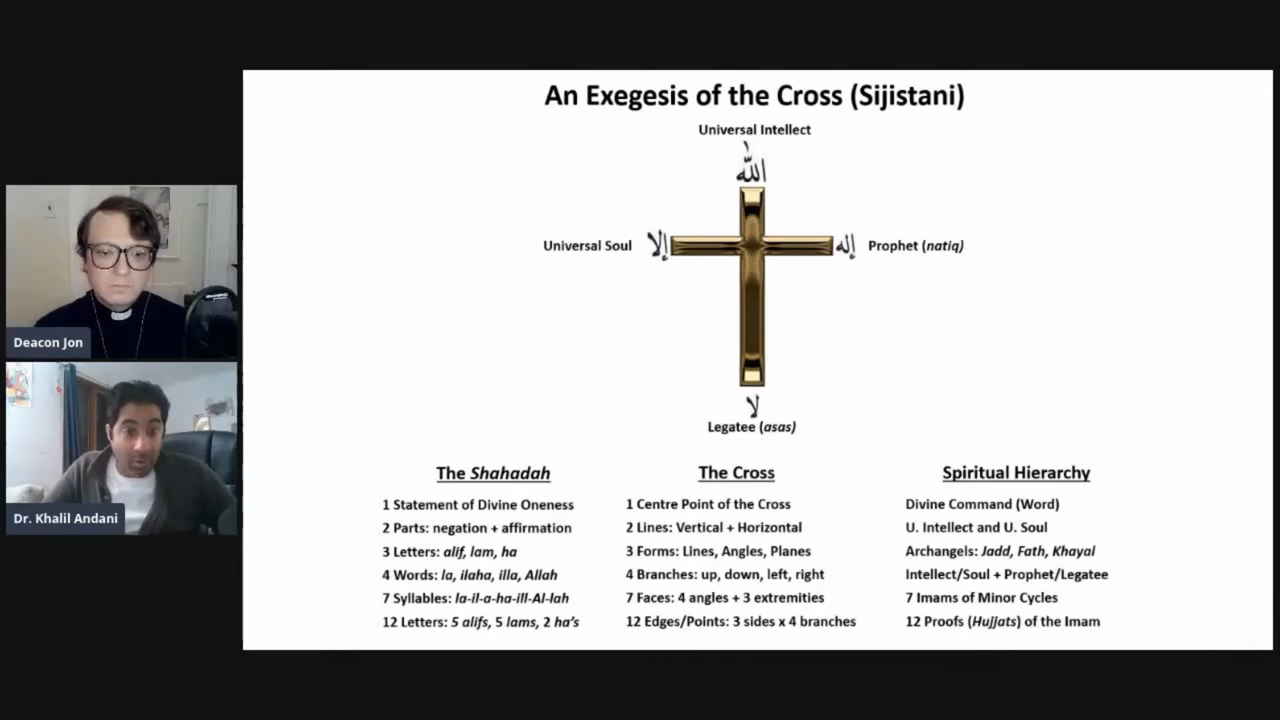 An Exegesis of the Cross (Sijistani)
Universal Intellect
الله
Universal Soul إلا إله Prophet (natiq)
لا
Legatee (asas)
Deacon Jon
Dr. Khalil Andani
The Shahadah
1 Statement of Divine Oneness
2 Parts: negation + affirmation
3 Letters: alif, lam, ha
4 Words: la, ilaha, illa, Allah
7 Syllables: la-il-a-ha-ill-Al-lah
12 Letters: 5 alifs, 5 lams, 2 ha's
The Cross
1 Centre Point of the Cross
2 Lines: Vertical + Horizontal
3 Forms: Lines, Angles, Planes
4 Branches: up, down, left, right
7 Faces: 4 angles + 3 extremities
12 Edges/Points: 3 sides x 4 branches
Spiritual Hierarchy
Divine Command (Word)
U. Intellect and U. Soul
Archangels: Jadd, Fath, Khayal
Intellect/Soul + Prophet/Legatee
7 Imams of Minor Cycles
12 Proofs (Hujjats) of the Imam